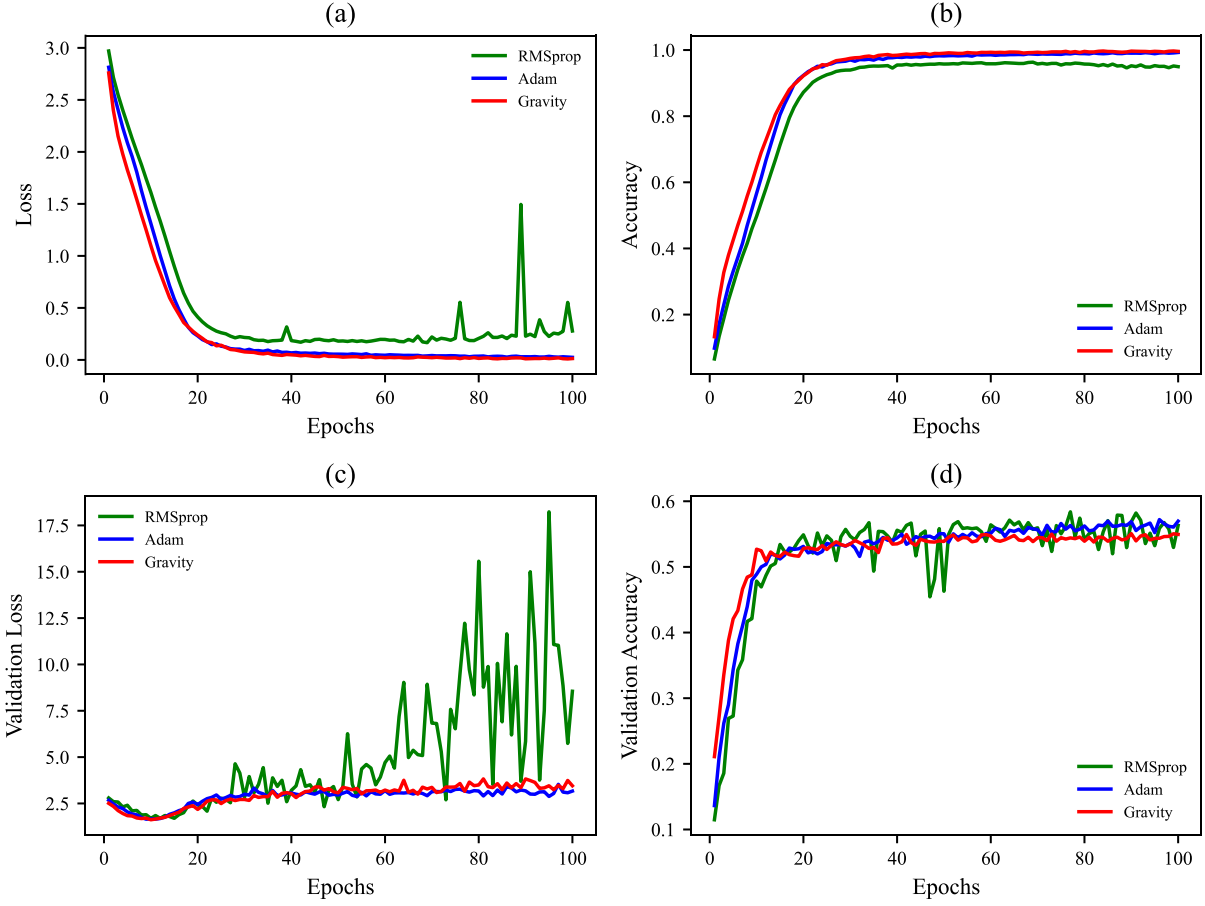 (a)
3.0
2.5
2.0
1.5
1.0
0.5
0.0
Loss
0 20 40 60 80 100
Epochs
RMSprop
Adam
Gravity
(b)
1.0
0.8
0.6
0.4
0.2
Accuracy
0 20 40 60 80 100
Epochs
RMSprop
Adam
Gravity
(c)
17.5
15.0
12.5
10.0
7.5
5.0
2.5
Validation Loss
0 20 40 60 80 100
Epochs
RMSprop
Adam
Gravity
(d)
0.6
0.5
0.4
0.3
0.2
0.1
Validation Accuracy
0 20 40 60 80 100
Epochs
RMSprop
Adam
Gravity